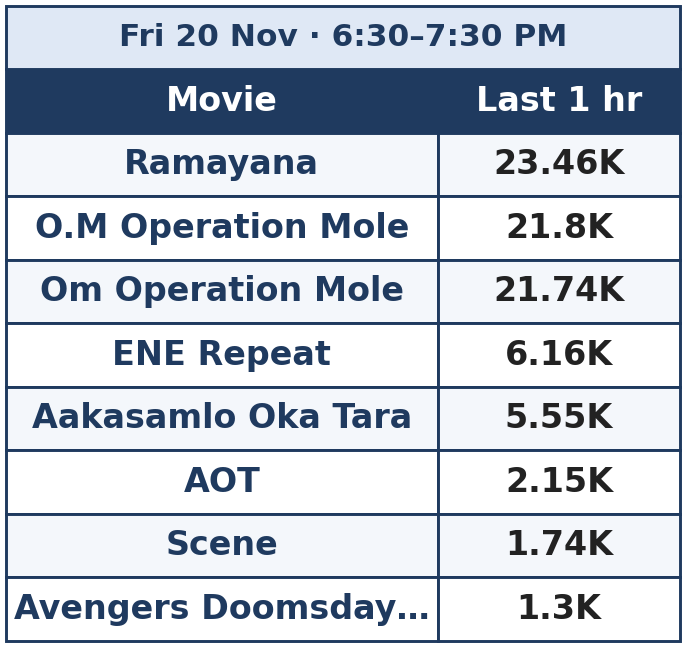 Fri 20 Nov · 6:30–7:30 PM
Movie Last 1 hr
Ramayana 23.46K
O.M Operation Mole 21.8K
Om Operation Mole 21.74K
ENE Repeat 6.16K
Aakasamlo Oka Tara 5.55K
AOT 2.15K
Scene 1.74K
Avengers Doomsday... 1.3K